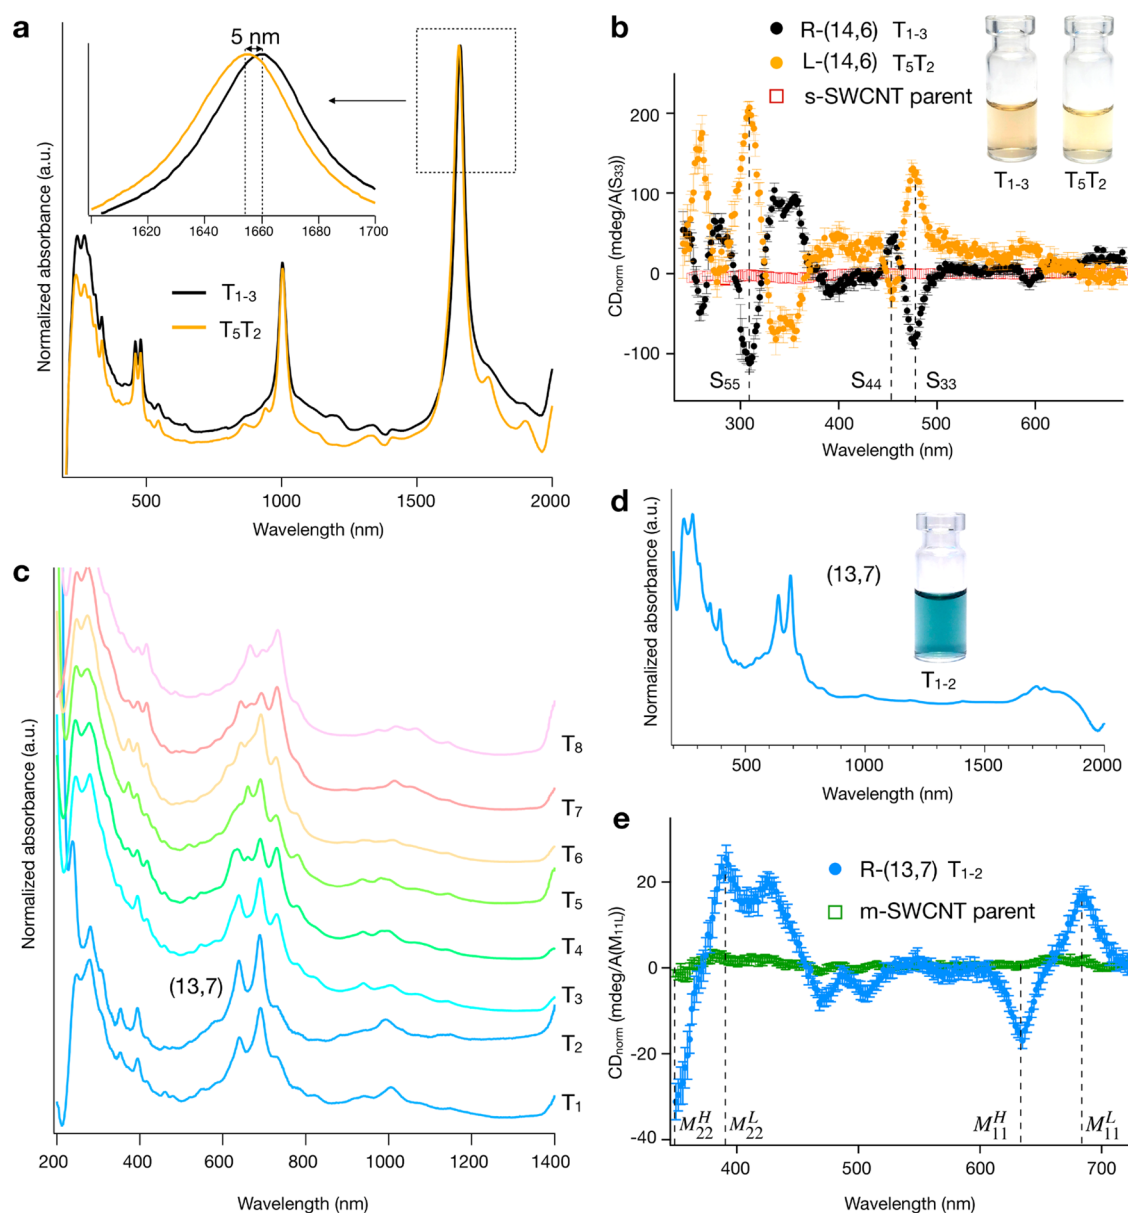 a
5 nm
1620
1640
1660
1680
1700
T₁₋₃
T₅T₂
Normalized absorbance (a.u.)
500
1000
1500
2000
Wavelength (nm)
b
R-(14,6) T₁₋₃
L-(14,6) T₅T₂
s-SWCNT parent
T₁₋₃
T₅T₂
CDnorm (mdeg/A(S₃₃))
200
100
0
-100
S₅₅
S₄₄
S₃₃
300
400
500
600
Wavelength (nm)
c
Normalized absorbance (a.u.)
T₈
T₇
T₆
T₅
T₄
T₃
T₂
T₁
(13,7)
200
400
600
800
1000
1200
1400
Wavelength (nm)
d
Normalized absorbance (a.u.)
(13,7)
T₁₋₂
500
1000
1500
2000
Wavelength (nm)
e
R-(13,7) T₁₋₂
m-SWCNT parent
CDnorm (mdeg/A(M₁₁L))
20
0
-20
-40
M₂₂ᴴ
M₂₂ᴸ
M₁₁ᴴ
M₁₁ᴸ
400
500
600
700
Wavelength (nm)